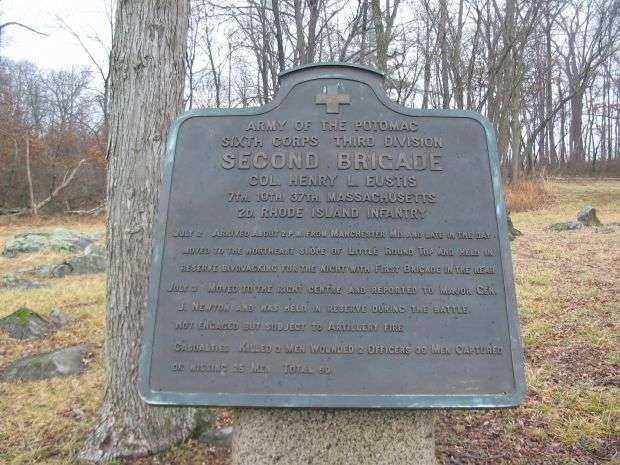 ARMY OF THE POTOMAC
SIXTH CORPS THIRD DIVISION
SECOND BRIGADE
COL. HENRY L. EUSTIS
7TH. 10TH. 37TH. MASSACHUSETTS
2D. RHODE ISLAND INFANTRY
JULY 2 ARRIVED ABOUT 2 P.M. FROM MANCHESTER MD. AND LATE IN THE DAY
MOVED TO THE NORTHEAST SLOPE OF LITTLE ROUND TOP AND HELD IN
RESERVE BIVOUACKING FOR THE NIGHT WITH FIRST BRIGADE IN THE REAR
JULY 3 MOVED TO THE RIGHT CENTRE AND REPORTED TO MAJOR GEN.
J. NEWTON AND WAS HELD IN RESERVE DURING THE BATTLE.
NOT ENGAGED BUT SUBJECT TO ARTILLERY FIRE
CASUALTIES KILLED 3 MEN WOUNDED 2 OFFICERS 39 MEN CAPTURED
OR MISSING 25 MEN TOTAL 69